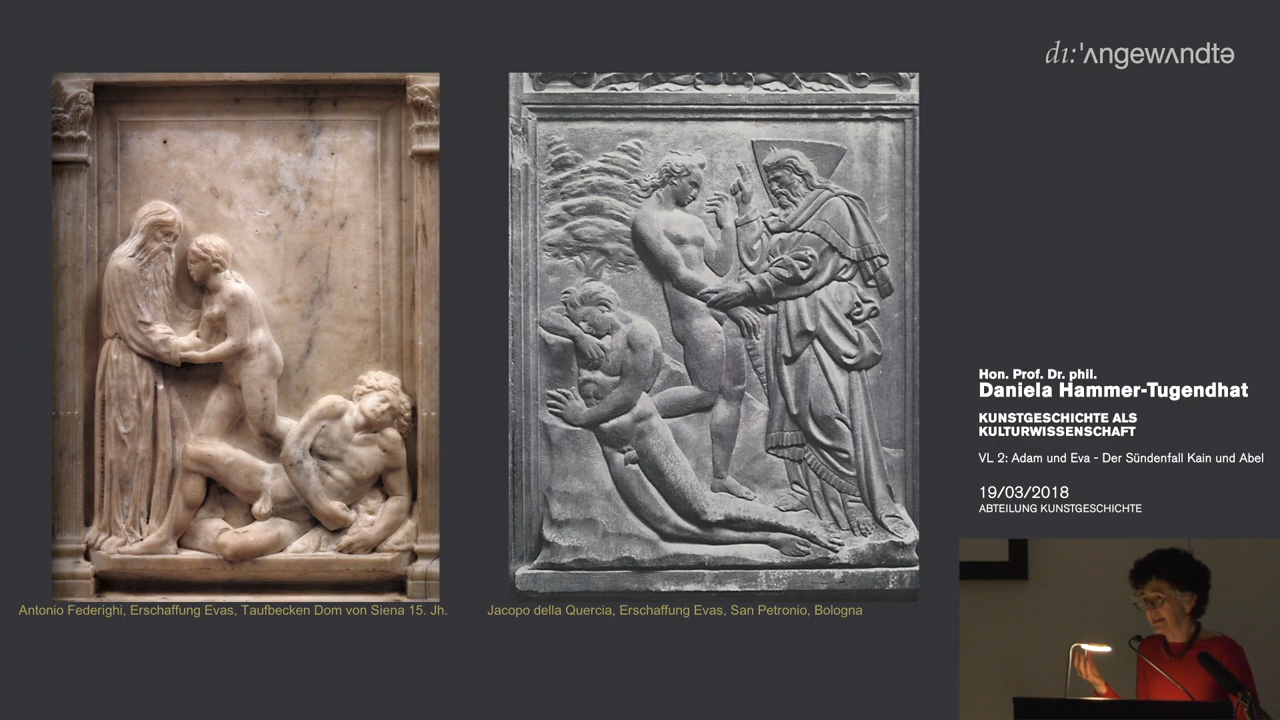 dı:'ʌngewʌndtə
Antonio Federighi, Erschaffung Evas, Taufbecken Dom von Siena 15. Jh.
Jacopo della Quercia, Erschaffung Evas, San Petronio, Bologna
Hon. Prof. Dr. phil.
Daniela Hammer-Tugendhat
KUNSTGESCHICHTE ALS
KULTURWISSENSCHAFT
VL 2: Adam und Eva - Der Sündenfall Kain und Abel
19/03/2018
ABTEILUNG KUNSTGESCHICHTE